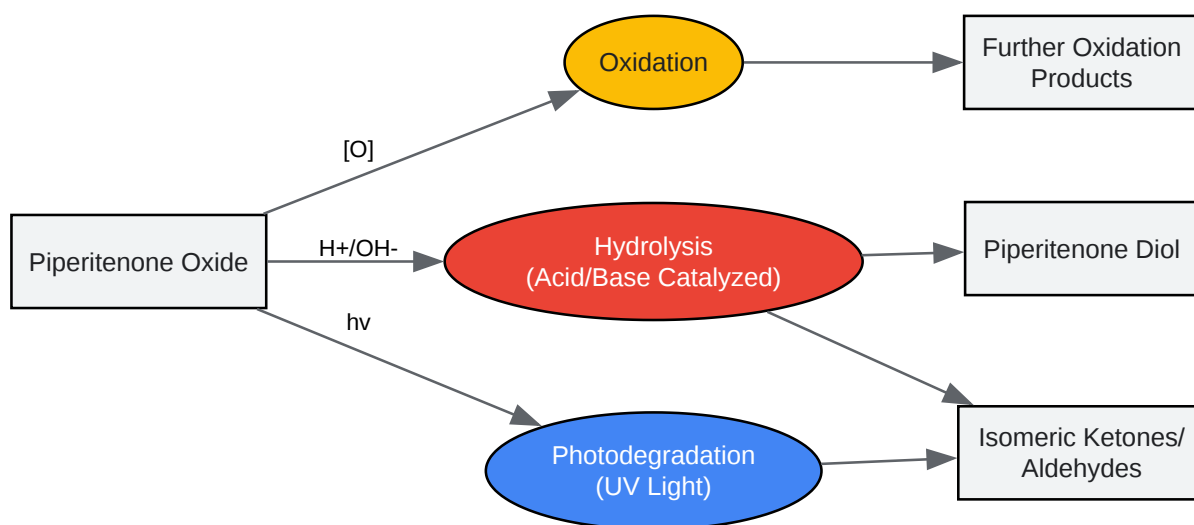 Oxidation
Further Oxidation
Products
[O]
Piperitenone Oxide
H+/OH-
Hydrolysis
(Acid/Base Catalyzed)
Piperitenone Diol
hv
Photodegradation
(UV Light)
Isomeric Ketones/
Aldehydes